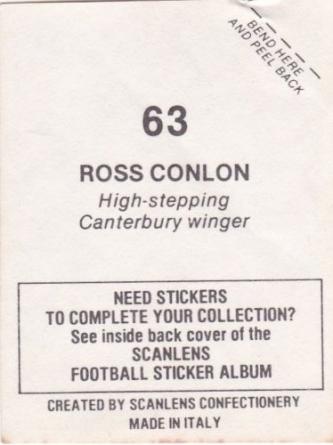 BEND HERE
AND PEEL BACK
63
ROSS CONLON
High-stepping
Canterbury winger
NEED STICKERS
TO COMPLETE YOUR COLLECTION?
See inside back cover of the
SCANLENS
FOOTBALL STICKER ALBUM
CREATED BY SCANLENS CONFECTIONERY
MADE IN ITALY